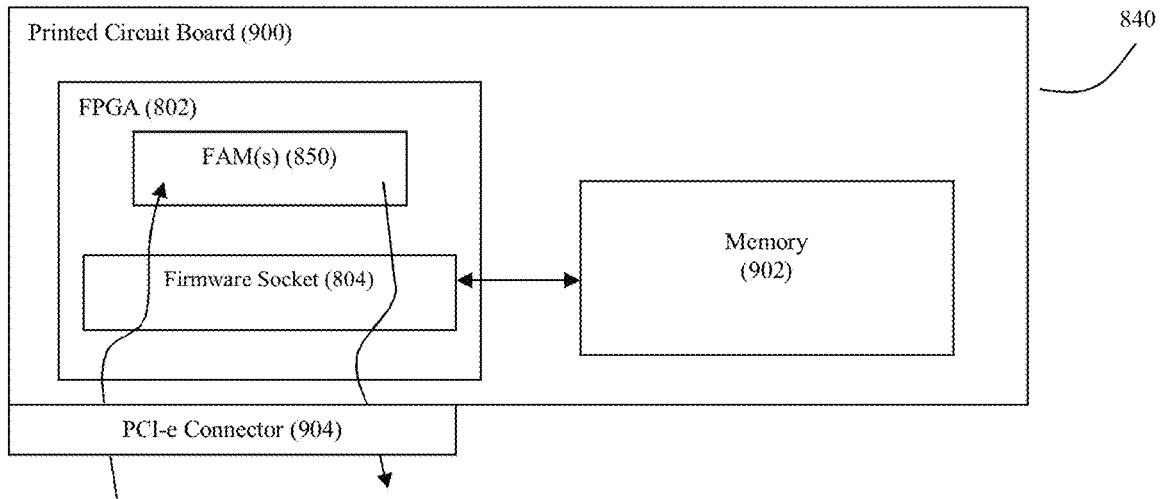 840
Printed Circuit Board (900)
FPGA (802)
FAM(s) (850)
Memory
(902)
Firmware Socket (804)
PCI-e Connector (904)